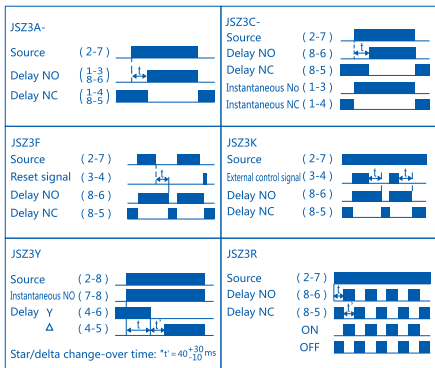 JSZ3A-
Source ( 2-7 )
Delay NO ( 1-3 8-6 )
Delay NC ( 1-4 8-5 )
t
JSZ3C-
Source ( 2-7 )
Delay NO ( 8-6 )
Delay NC ( 8-5 )
Instantaneous No ( 1-3 )
Instantaneous NC ( 1-4 )
t
JSZ3F
Source ( 2-7 )
Reset signal ( 3-4 )
Delay NO ( 8-6 )
Delay NC ( 8-5 )
t
JSZ3K
Source ( 2-7 )
External control signal ( 3-4 )
Delay NO ( 8-6 )
Delay NC ( 8-5 )
t t
JSZ3Y
Source ( 2-8 )
Instantaneous NO ( 7-8 )
Delay Y ( 4-6 )
Δ ( 4-5 )
t t'
Star/delta change-over time: "t'= 40 +30 -10 ms
JSZ3R
Source ( 2-7 )
Delay NO ( 8-6 )
Delay NC ( 8-5 )
ON
OFF
t
t'